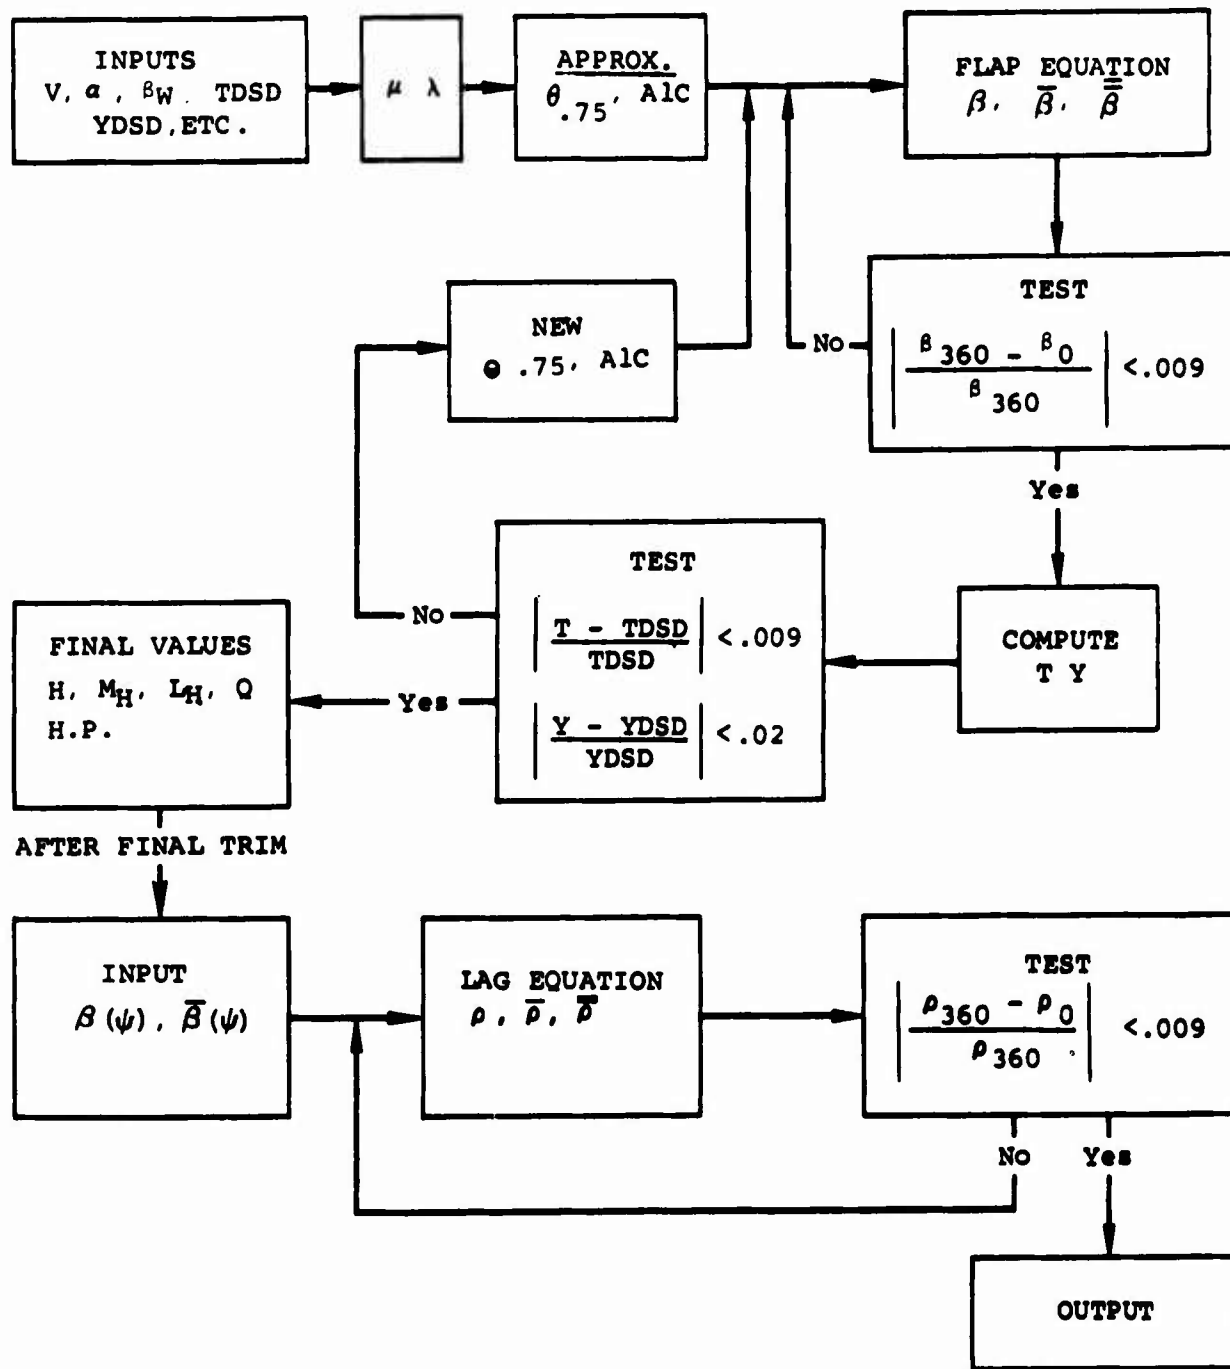 INPUTS
V, α, βW. TDSD
YDSD, ETC.
μ λ
APPROX.
θ.75, A1C
FLAP EQUATION
β, β̄, β̿
TEST
| (β360 - β0) / β360 | <.009
No
Yes
NEW
θ .75, A1C
COMPUTE
T Y
TEST
| (T - TDSD) / TDSD | <.009
| (Y - YDSD) / YDSD | <.02
No
Yes
FINAL VALUES
H, MH, LH, Q
H.P.
AFTER FINAL TRIM
INPUT
β(ψ), β̄(ψ)
LAG EQUATION
ρ, ρ̄, ρ̿
TEST
| (ρ360 - ρ0) / ρ360 | <.009
No Yes
OUTPUT